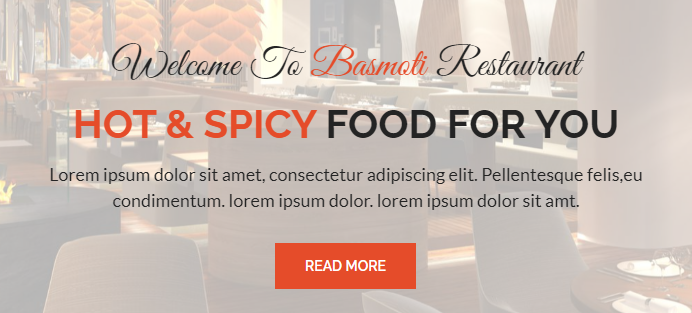 Welcome To Basmoti Restaurant
HOT & SPICY FOOD FOR YOU
Lorem ipsum dolor sit amet, consectetur adipiscing elit. Pellentesque felis,eu
condimentum. lorem ipsum dolor. lorem ipsum dolor sit amt.
READ MORE